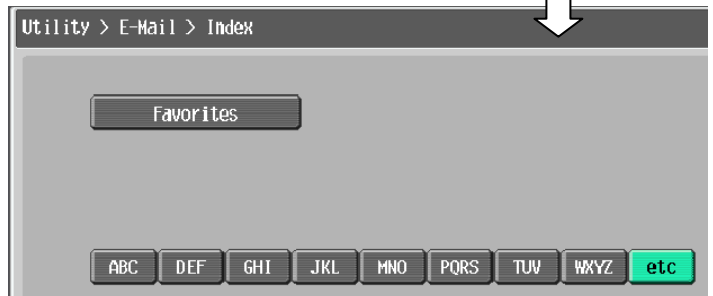 Utility > E-Mail > Index
Favorites
ABC DEF GHI JKL MNO PQRS TUV WXYZ etc